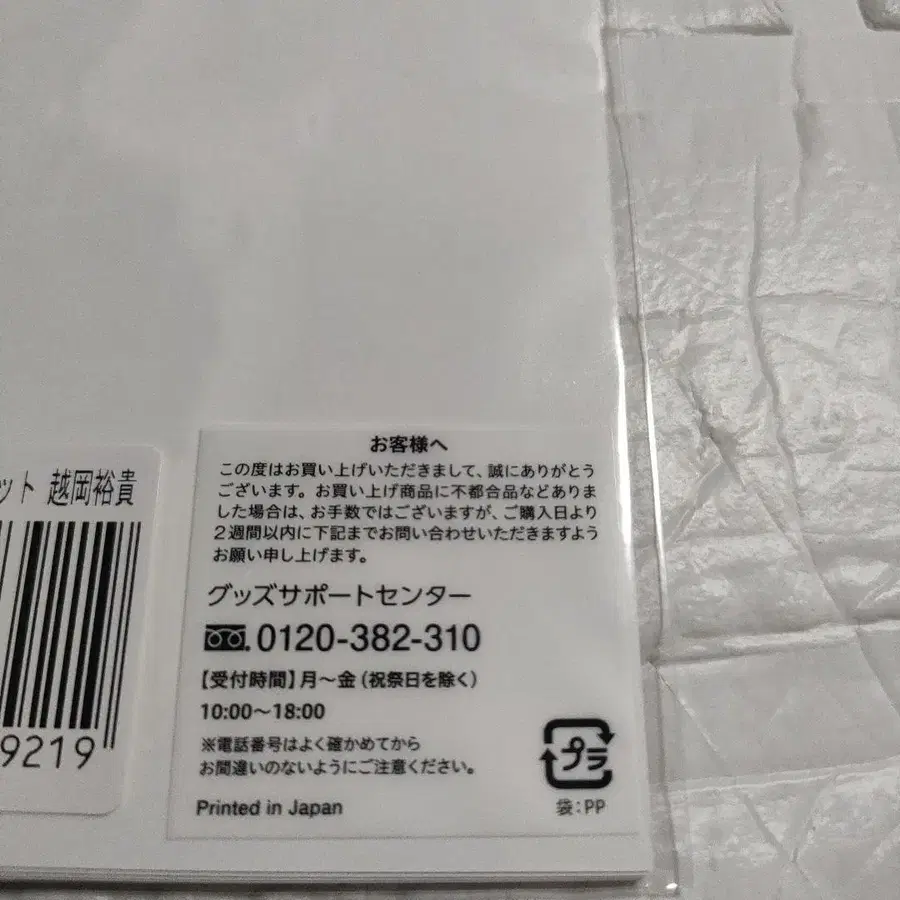 ット 越岡裕貴
9219
お客様へ
この度はお買い上げいただきまして、誠にありがとう
ございます。お買い上げ商品に不都合品などありま
した場合は、お手数ではございますが、ご購入日より
2週間以内に下記までお問い合わせいただきますよう
お願い申し上げます。
グッズサポートセンター
0120-382-310
【受付時間】月～金（祝祭日を除く）
10:00～18:00
※電話番号はよく確かめてから
お間違いのないようにご注意ください。
Printed in Japan
プラ
袋：PP